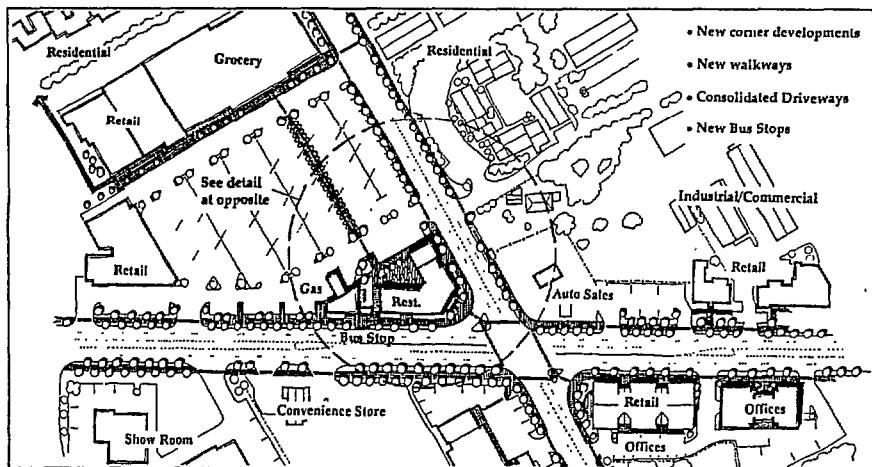 Residential
Grocery
Residential
• New corner developments
• New walkways
• Consolidated Driveways
• New Bus Stops
Retail
See detail
at opposite
Industrial/Commercial
Retail
Gas
Rest.
Auto Sales
Retail
Bus Stop
Convenience Store
Retail
Offices
Show Room
Offices